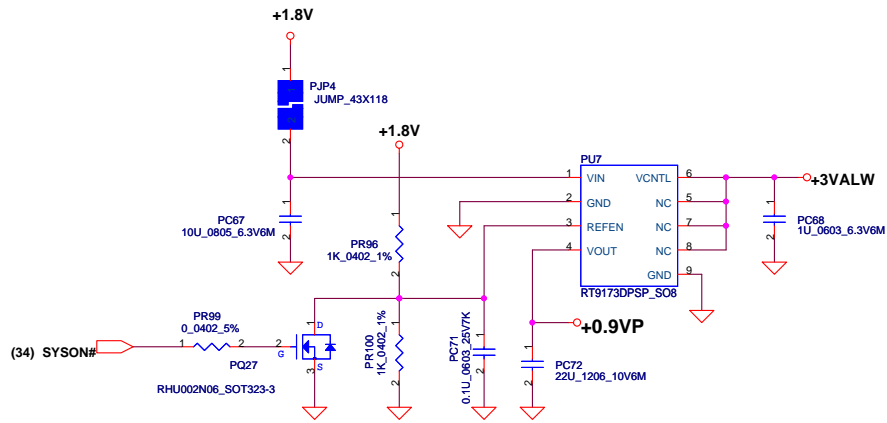 +1.8V
1
PJP4
JUMP_43X118
2
+1.8V
PU7
1 VIN VCNTL 6
+3VALW
2 GND NC 5
3 REFEN NC 7
4 VOUT NC 8
GND 9
RT9173DPSP_SO8
1
PC67
10U_0805_6.3V6M
2
1
PR96
1K_0402_1%
2
1
PC68
1U_0603_6.3V6M
2
+0.9VP
PR99
0_0402_5%
(34) SYSON#
1 2
2
G
1
D
S
3
PQ27
RHU002N06_SOT323-3
1
PR100
1K_0402_1%
2
1
PC71
0.1U_0603_25V7K
2
1
PC72
22U_1206_10V6M
2